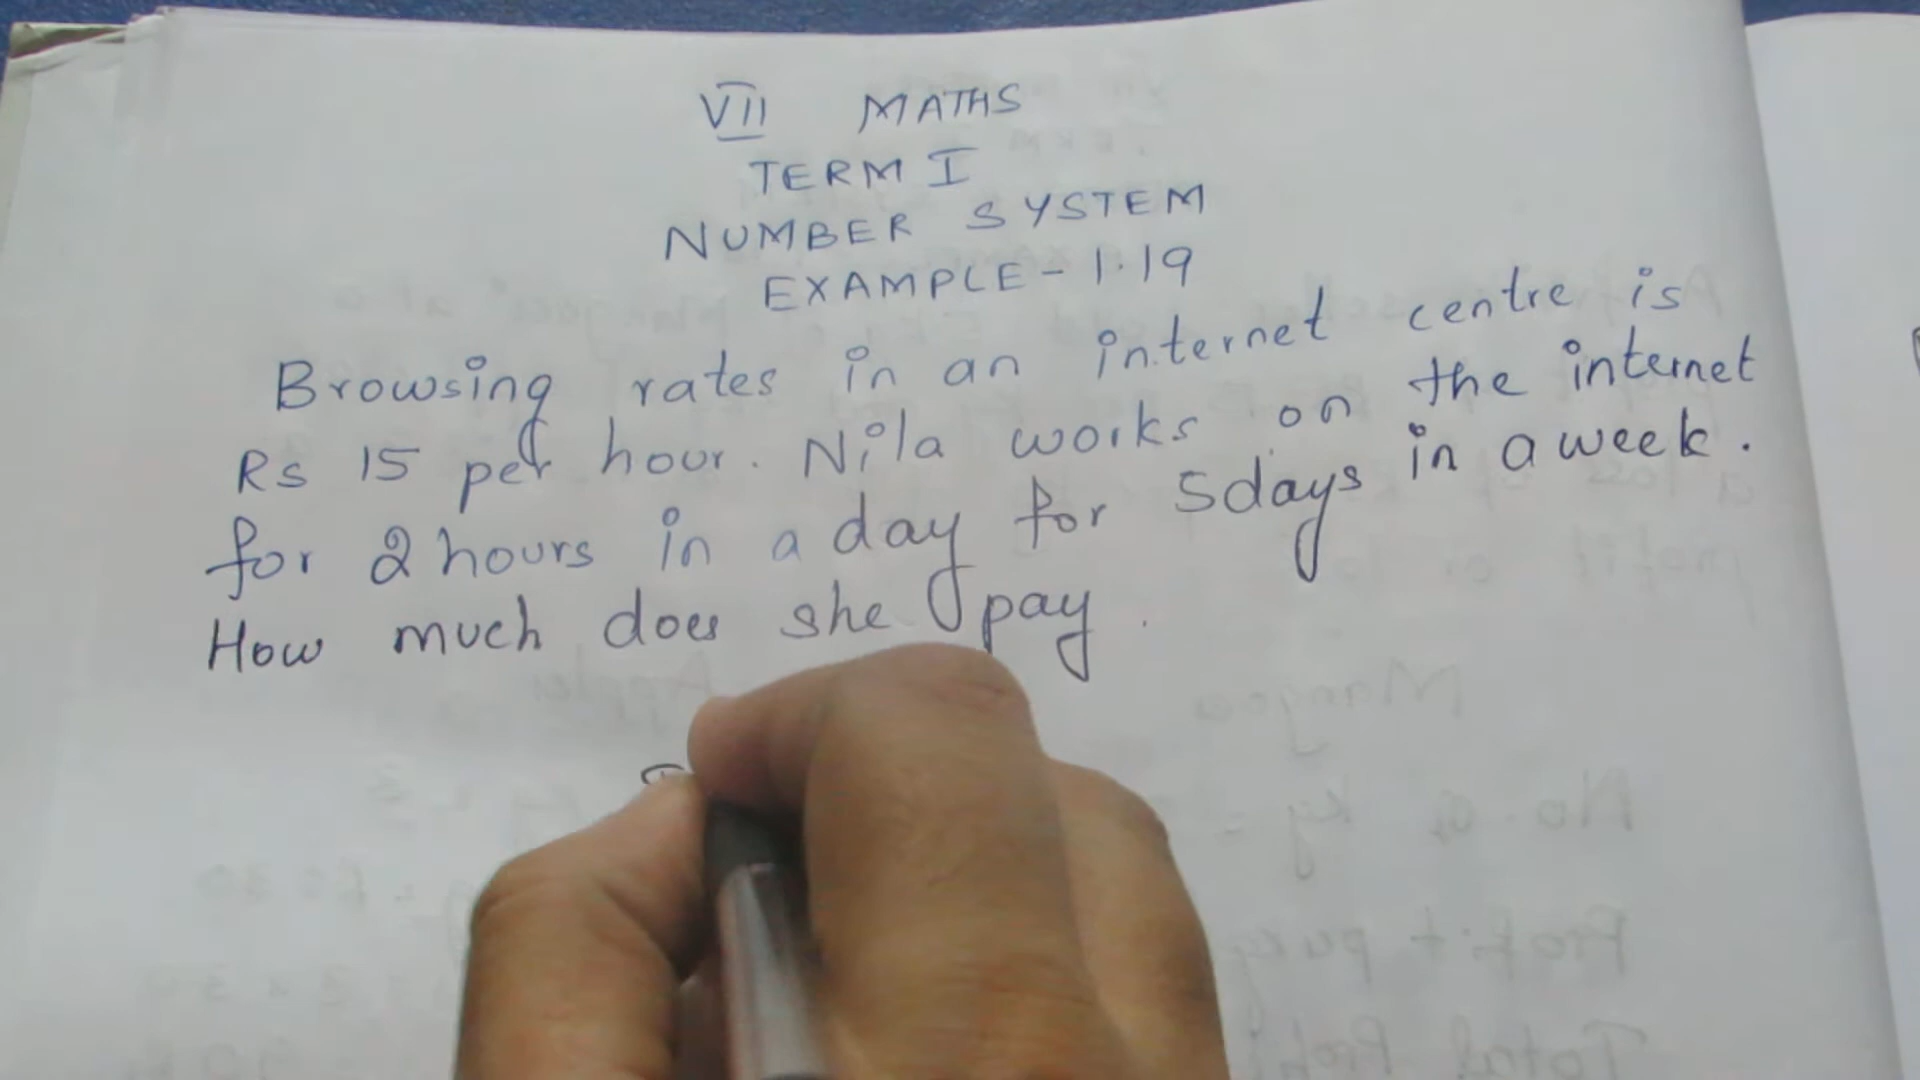 VII MATHS
TERM I
NUMBER SYSTEM
EXAMPLE - 1.19
Browsing rates in an internet centre is
Rs 15 per hour. Nila works on the internet
for 2 hours in a day for 5days in a week.
How much does she pay.